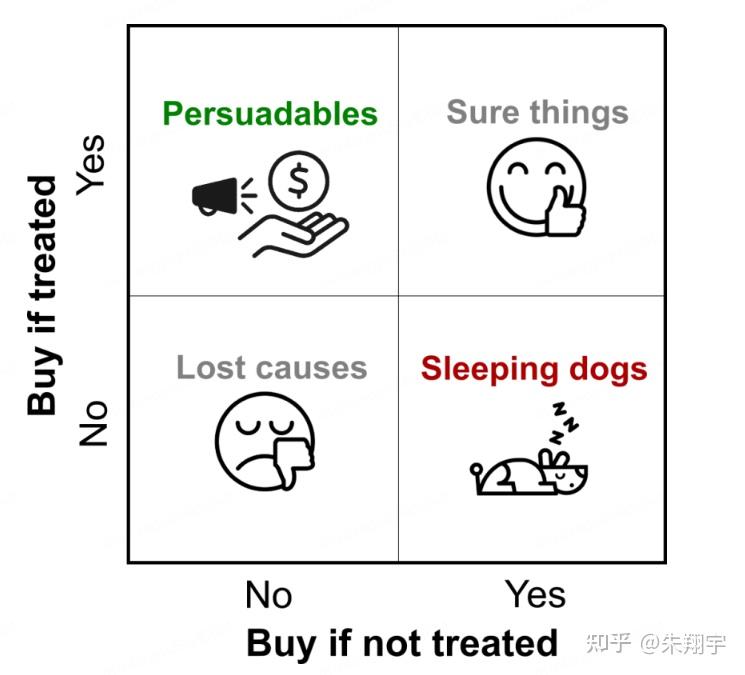 Persuadables
Sure things
$
Yes
Buy if treated
Lost causes
Sleeping dogs
z
z
z
z
No
No
Yes
Buy if not treated
知乎 @朱翔宇